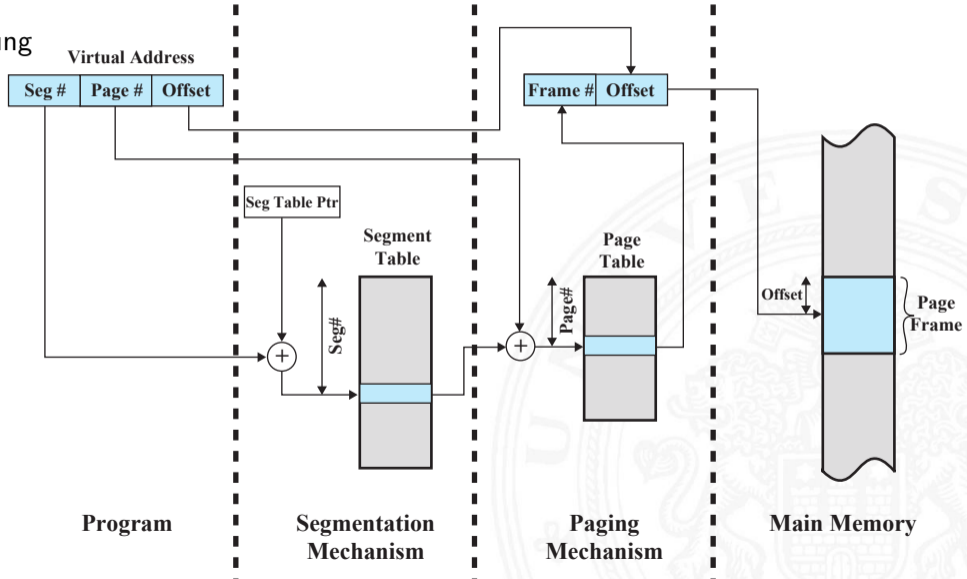 ung
Virtual Address
Seg # Page # Offset
Frame # Offset
Seg Table Ptr
Segment
Table
Page
Table
Seg#
Page#
+
+
Offset
Page
Frame
Program
Segmentation
Mechanism
Paging
Mechanism
Main Memory
U
V E
S